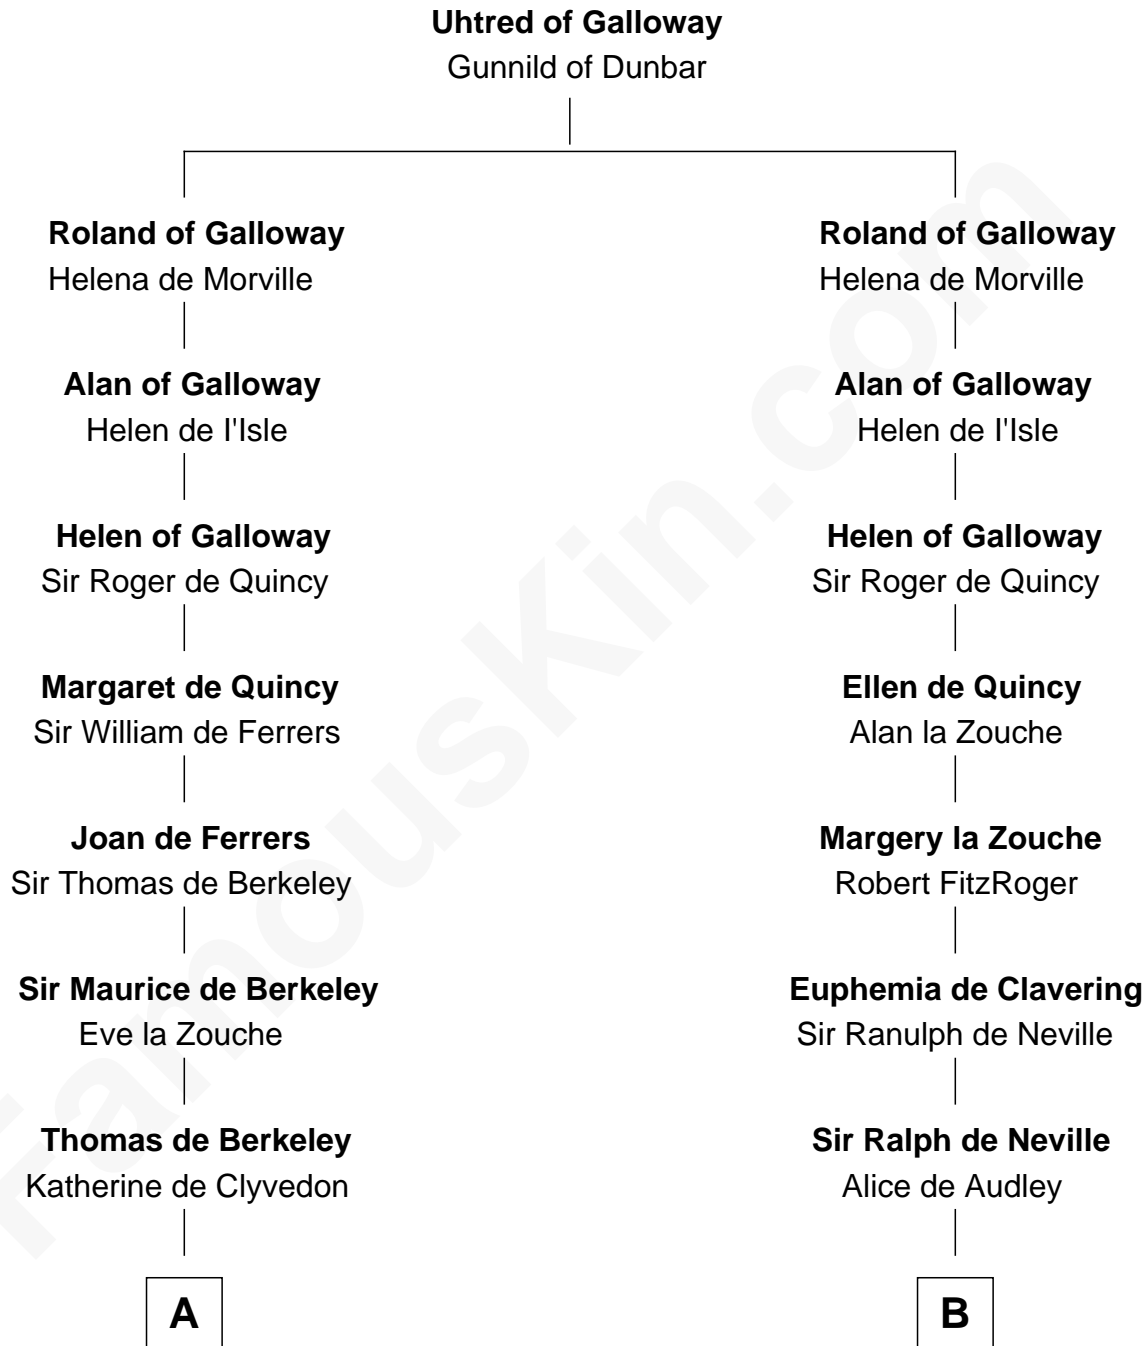 Uhtred of Galloway
Gunnild of Dunbar
Roland of Galloway
Helena de Morville
Roland of Galloway
Helena de Morville
Alan of Galloway
Helen de I'Isle
Alan of Galloway
Helen de I'Isle
Helen of Galloway
Sir Roger de Quincy
Helen of Galloway
Sir Roger de Quincy
Margaret de Quincy
Sir William de Ferrers
Ellen de Quincy
Alan la Zouche
Joan de Ferrers
Sir Thomas de Berkeley
Margery la Zouche
Robert FitzRoger
Sir Maurice de Berkeley
Eve la Zouche
Euphemia de Clavering
Sir Ranulph de Neville
Thomas de Berkeley
Katherine de Clyvedon
Sir Ralph de Neville
Alice de Audley
A
B
FamousKin.com